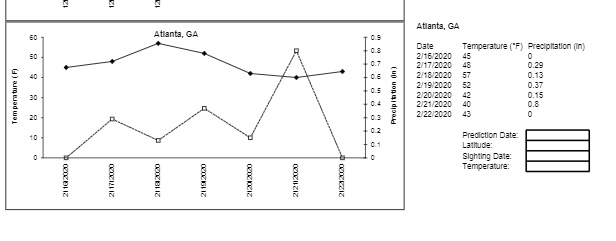 Atlanta, GA
60
50
40
30
20
10
0
Temperature (F)
0.9
0.8
0.7
0.6
0.5
0.4
0.3
0.2
0.1
0
Precipitation (in)
2/16/2020
2/17/2020
2/18/2020
2/19/2020
2/20/2020
2/21/2020
2/22/2020
Atlanta, GA
Date Temperature (°F) Precipitation (in)
2/16/2020 45 0
2/17/2020 48 0.29
2/18/2020 57 0.13
2/19/2020 52 0.37
2/20/2020 42 0.15
2/21/2020 40 0.8
2/22/2020 43 0
Prediction Date:
Latitude:
Sighting Date:
Temperature: